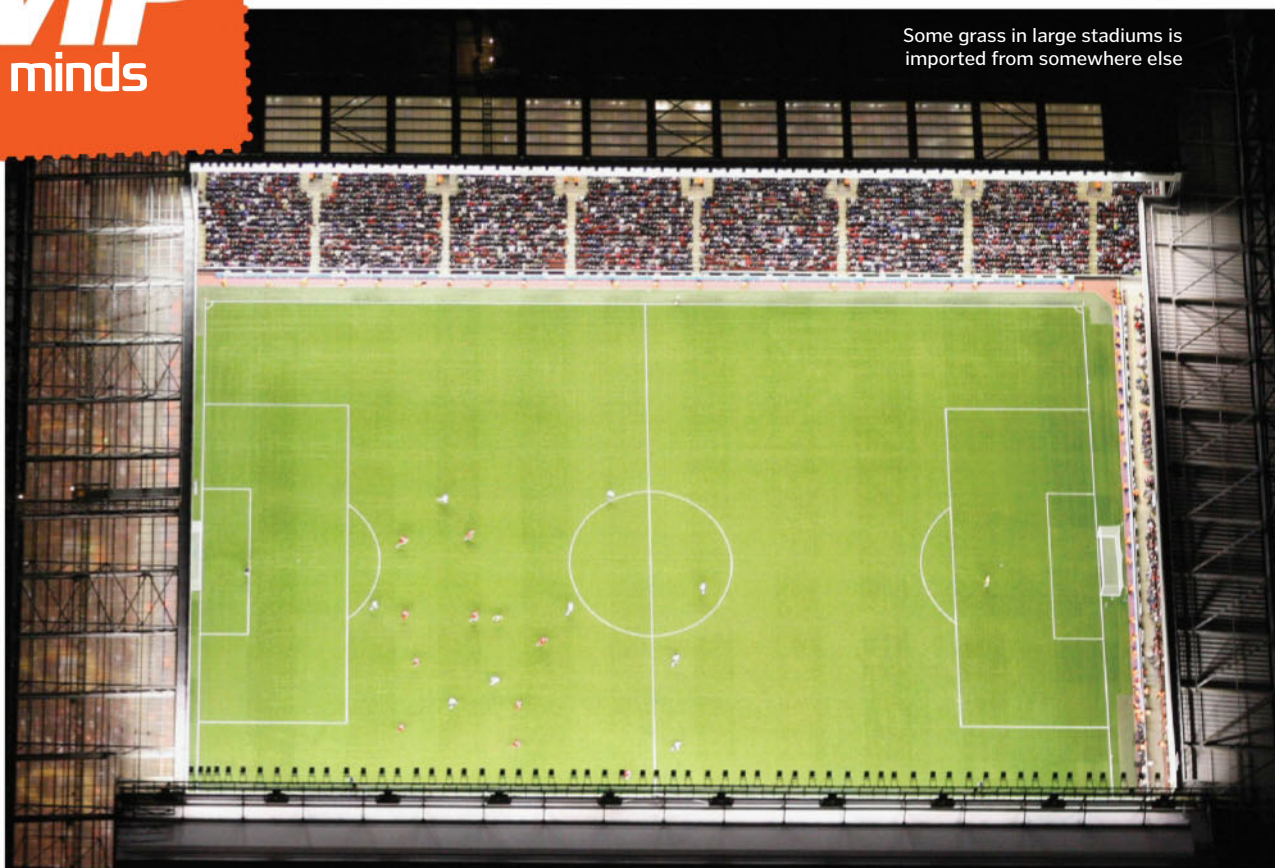 minds
Some grass in large stadiums is
imported from somewhere else